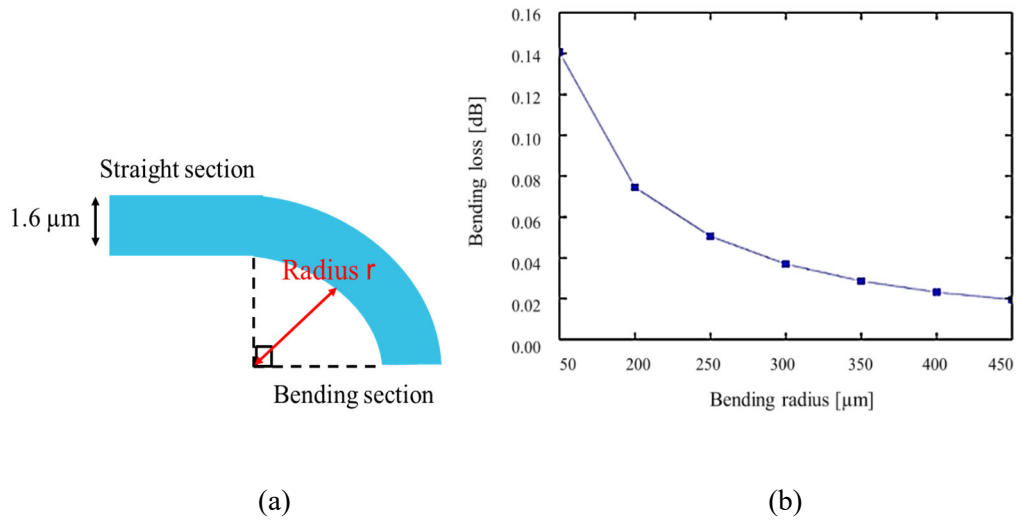 Straight section
1.6 µm
Radius r
Bending section
(a)
Bending loss [dB]
0.16
0.14
0.12
0.10
0.08
0.06
0.04
0.02
0.00
50 200 250 300 350 400 450
Bending radius [µm]
(b)